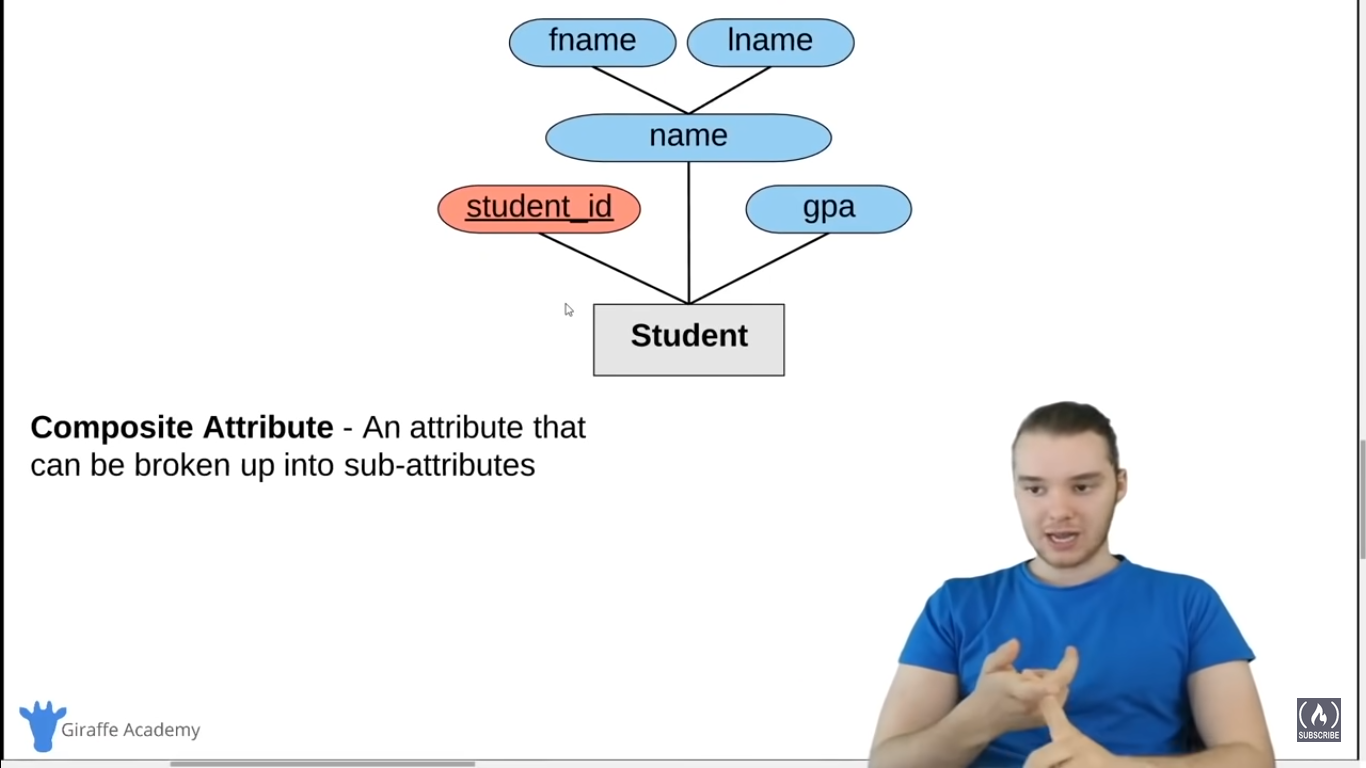 fname lname
name
student_id gpa
Student
Composite Attribute - An attribute that
can be broken up into sub-attributes
Giraffe Academy
SUBSCRIBE